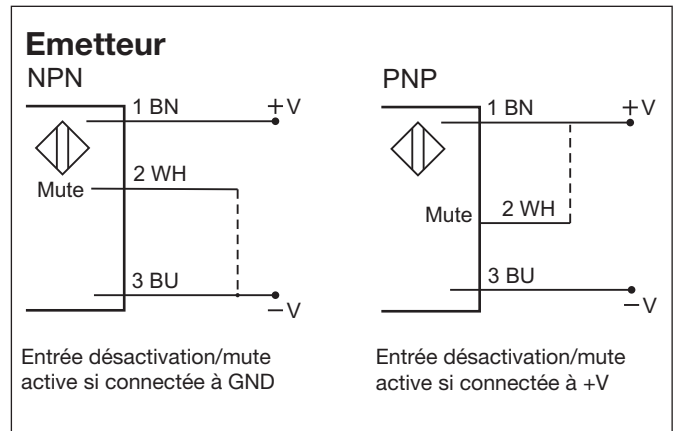 Emetteur
NPN
1 BN
+V
2 WH
Mute
3 BU
−V
Entrée désactivation/mute
active si connectée à GND
PNP
1 BN
+V
Mute
2 WH
3 BU
−V
Entrée désactivation/mute
active si connectée à +V